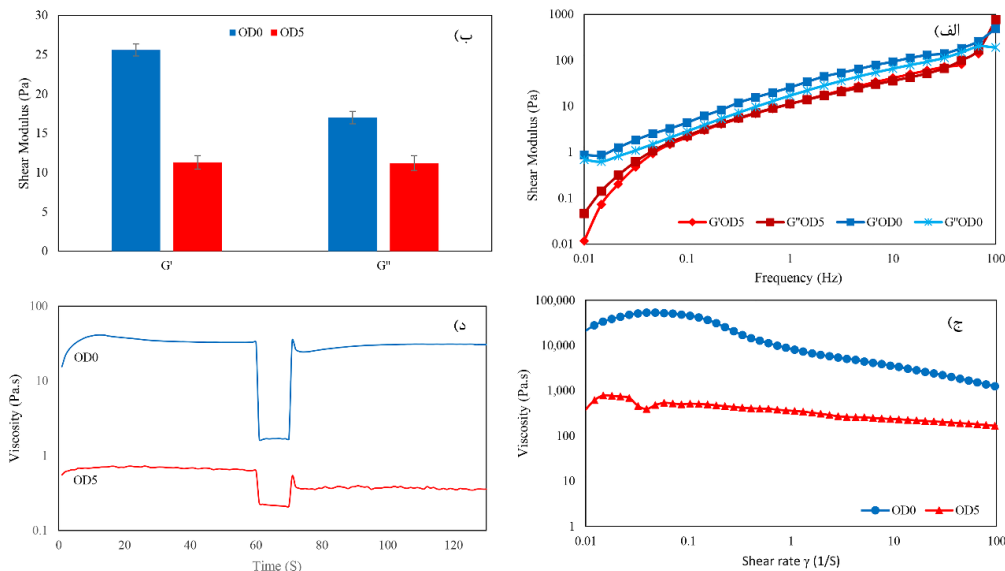 ب)
OD0 OD5
Shear Modulus (Pa)
30
25
20
15
10
5
0
G' G"
الف)
Shear Modulus (Pa)
1000
100
10
1
0.1
0.01
G'OD5 G"OD5 G'OD0 G"OD0
0.01 0.1 1 10 100
Frequency (Hz)
د)
Viscosity (Pa.s)
100
10
1
0.1
OD0
OD5
0 20 40 60 80 100 120
Time (S)
ج)
Viscosity (Pa.s)
100,000
10,000
1,000
100
10
1
OD0 OD5
0.01 0.1 1 10 100
Shear rate γ (1/S)